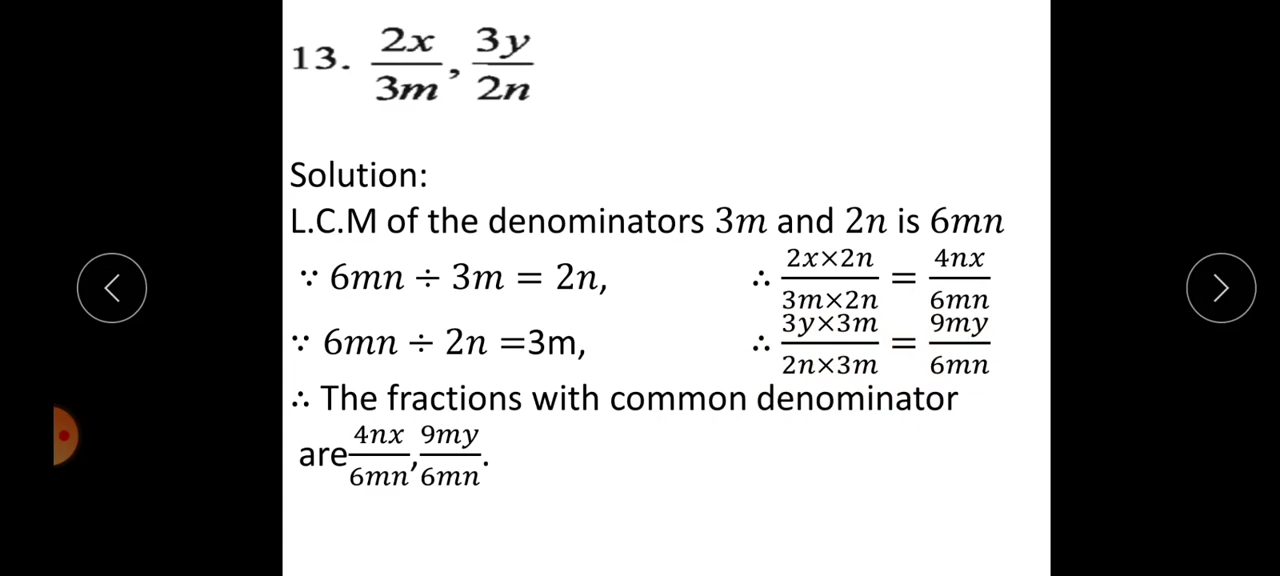 13. 2x/3m, 3y/2n
Solution:
L.C.M of the denominators 3m and 2n is 6mn
∵ 6mn ÷ 3m = 2n, ∴ 2x×2n/3m×2n = 4nx/6mn
∵ 6mn ÷ 2n =3m, ∴ 3y×3m/2n×3m = 9my/6mn
∴ The fractions with common denominator
are 4nx/6mn, 9my/6mn.